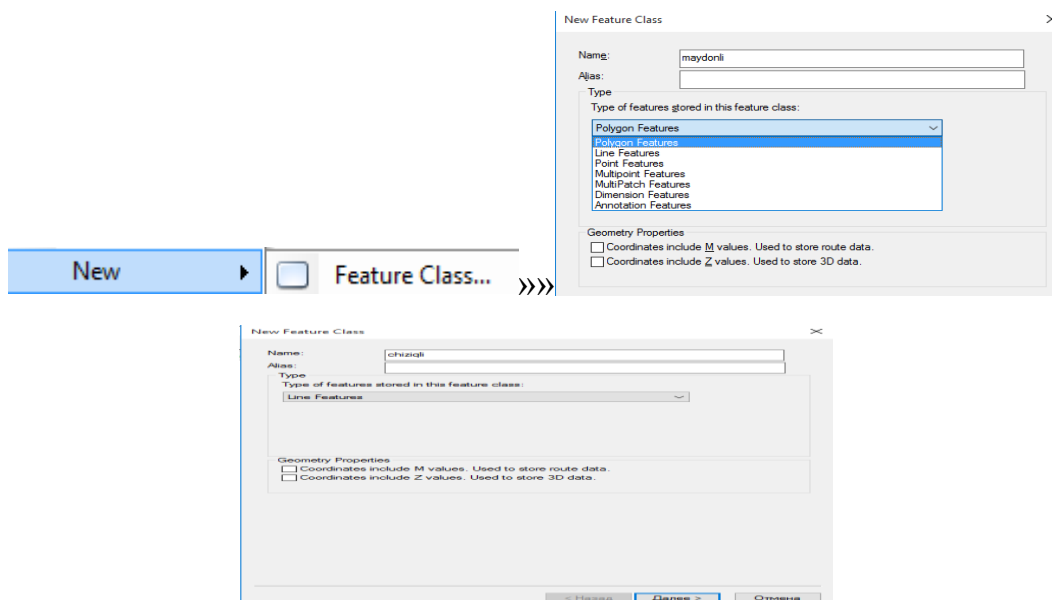 New Feature Class
Name: maydonli
Alias:
Type
Type of features stored in this feature class:
Polygon Features
Polygon Features
Line Features
Point Features
Multipoint Features
MultiPatch Features
Dimension Features
Annotation Features
Geometry Properties
Coordinates include M values. Used to store route data.
Coordinates include Z values. Used to store 3D data.
New
Feature Class...
»»
New Feature Class
Name: chiziqli
Alias:
Type
Type of features stored in this feature class:
Line Features
Geometry Properties
Coordinates include M values. Used to store route data.
Coordinates include Z values. Used to store 3D data.
< Назад Далее > Отмена